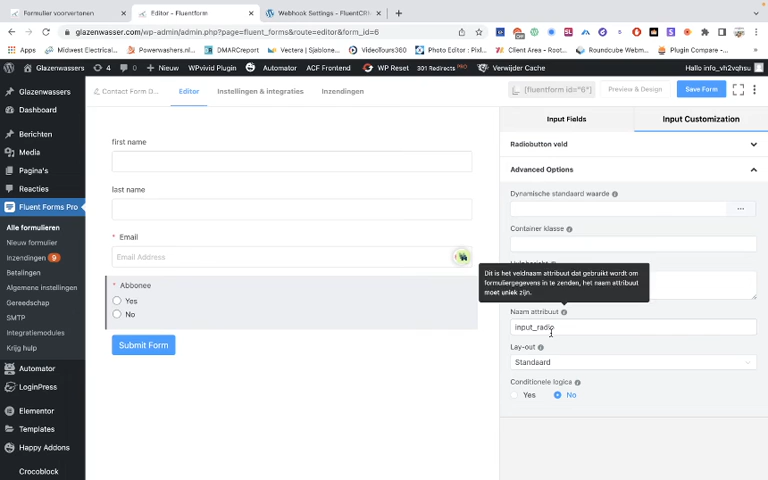 Formulier voorvertonen
Editor - Fluentform
Webhook Settings - FluentCRM
glazenwasser.com/wp-admin/admin.php?page=fluent_forms&route=editor&form_id=6
Apps
Midwest Electrical...
Powerwashers.nl...
DMARCreport
Vectera | Sjablone...
VideoTours360
Photo Editor : Pixl...
Client Area - Root...
Roundcube Webm...
Plugin Compare -...
Glazenwassers
4
0
Nieuw
WPvivid Plugin
Automator
ACF Frontend
WP Reset
301 Redirects PRO
Verwijder Cache
Hallo info_vh2vqhsu
Glazenwassers
Dashboard
Berichten
Media
Pagina's
Reacties
Fluent Forms Pro
Alle formulieren
Nieuw formulier
Inzendingen 9
Betalingen
Algemene instellingen
Gereedschap
SMTP
Integratiemodules
Krijg hulp
Automator
LoginPress
Elementor
Templates
Happy Addons
Crocoblock
Contact Form D...
Editor
Instellingen & integraties
Inzendingen
[fluentform id="6"]
Preview & Design
Save Form
first name
last name
* Email
Email Address
* Abbonee
Yes
No
Submit Form
Input Fields
Input Customization
Radiobutton veld
Advanced Options
Dynamische standaard waarde
...
Container klasse
Dit is het veldnaam attribuut dat gebruikt wordt om
formuliergegevens in te zenden, het naam attribuut
moet uniek zijn.
Naam attribuut
input_radio
Lay-out
Standaard
Conditionele logica
Yes
No